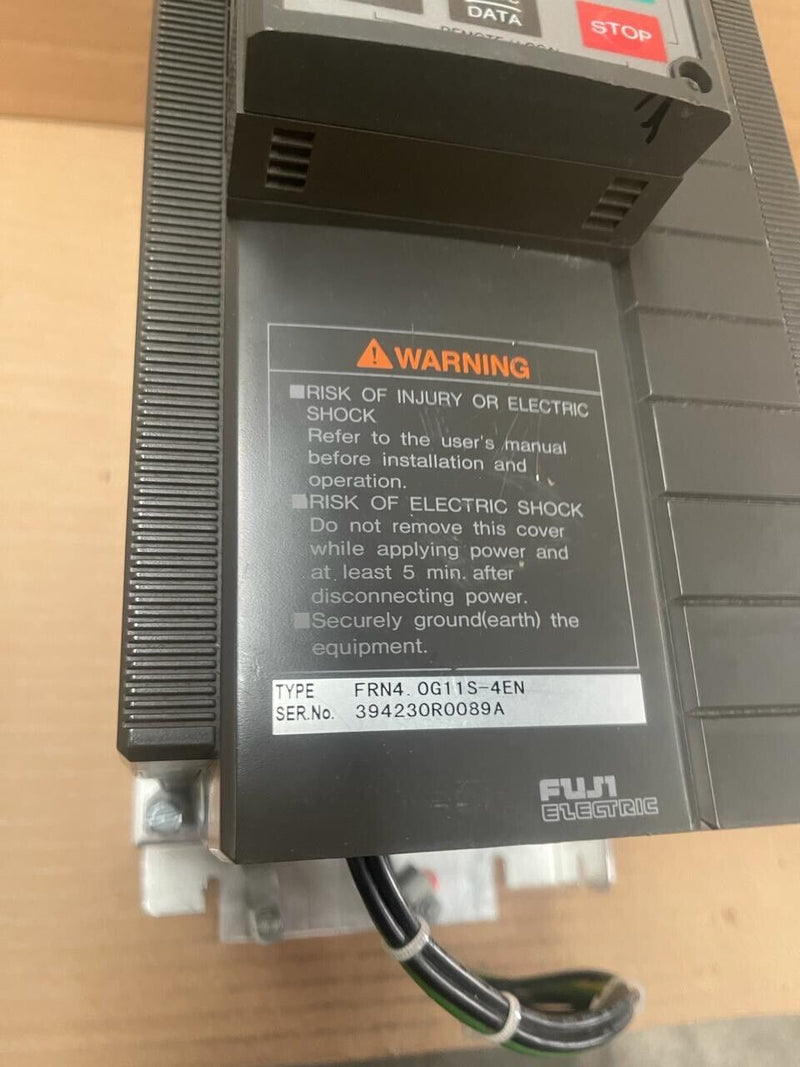 DATA
STOP
WARNING
■RISK OF INJURY OR ELECTRIC
SHOCK
Refer to the user's manual
before installation and
operation.
■RISK OF ELECTRIC SHOCK
Do not remove this cover
while applying power and
at least 5 min. after
disconnecting power.
■Securely ground(earth) the
equipment.
TYPE FRN4.0G11S-4EN
SER.No. 394230R0089A
FUJI
ELECTRIC